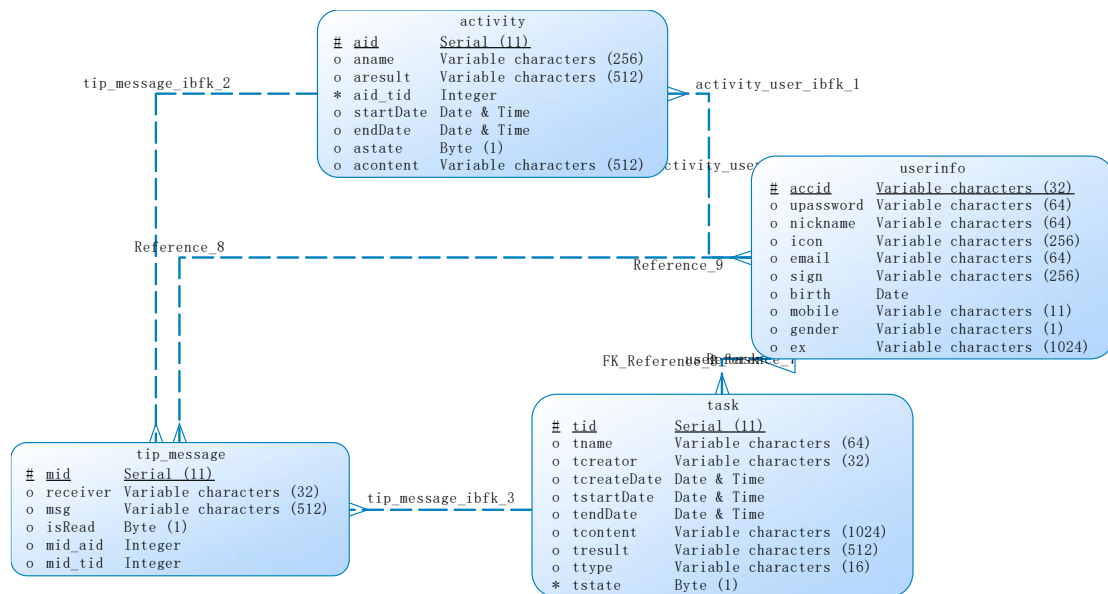 activity
# aid Serial (11)
o aname Variable characters (256)
o aresult Variable characters (512)
* aid_tid Integer
o startDate Date & Time
o endDate Date & Time
o astate Byte (1)
o acontent Variable characters (512)
tip_message_ibfk_2
activity_user_ibfk_1
userinfo
# accid Variable characters (32)
o upassword Variable characters (64)
o nickname Variable characters (64)
o icon Variable characters (256)
o email Variable characters (64)
o sign Variable characters (256)
o birth Date
o mobile Variable characters (11)
o gender Variable characters (1)
o ex Variable characters (1024)
Reference_8
Reference_9
task
# tid Serial (11)
o tname Variable characters (64)
o tcreator Variable characters (32)
o tcreateDate Date & Time
o tstartDate Date & Time
o tendDate Date & Time
o tcontent Variable characters (1024)
o tresult Variable characters (512)
o ttype Variable characters (16)
* tstate Byte (1)
tip_message
# mid Serial (11)
o receiver Variable characters (32)
o msg Variable characters (512)
o isRead Byte (1)
o mid_aid Integer
o mid_tid Integer
tip_message_ibfk_3